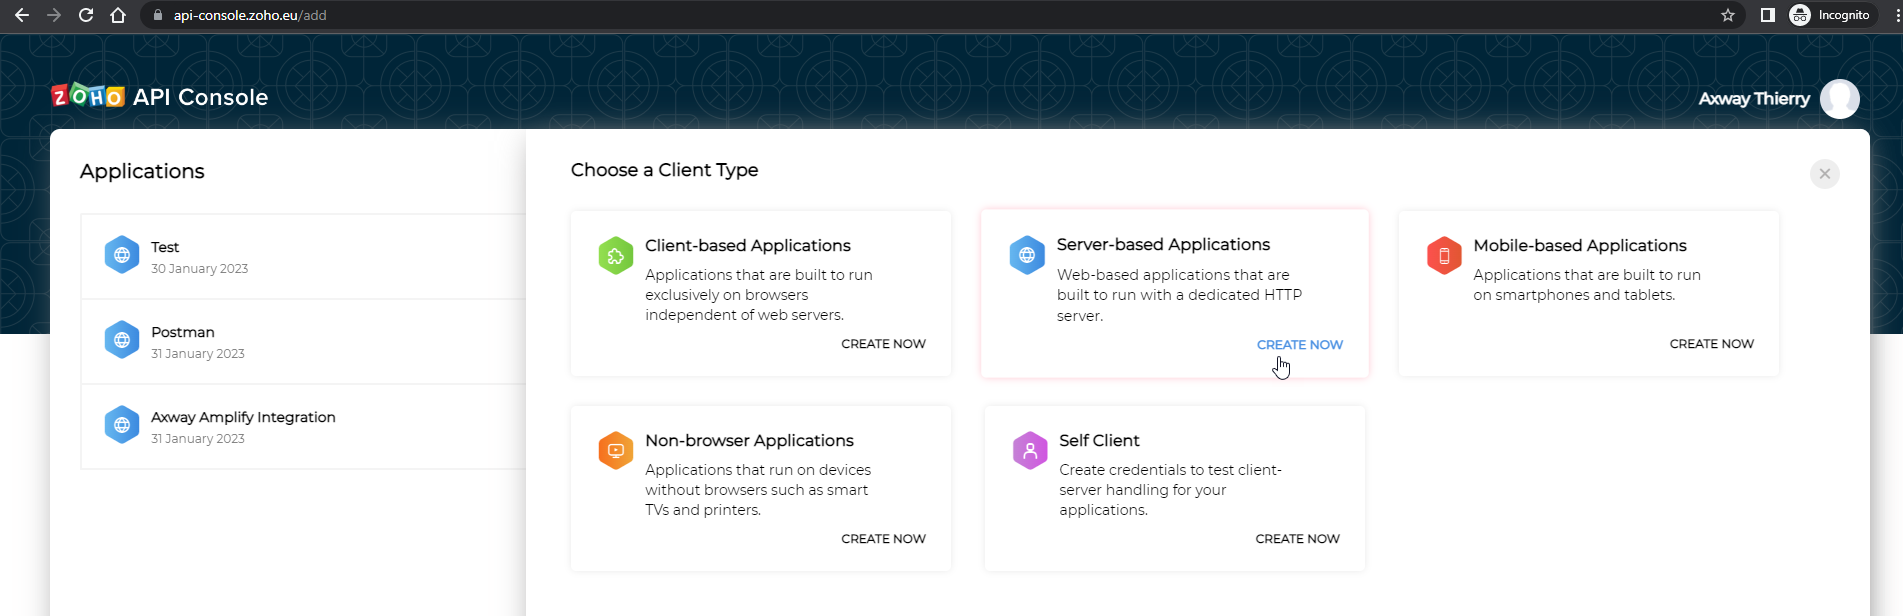 api-console.zoho.eu/add
Incognito
ZOHO API Console
Axway Thierry
Applications
Test
30 January 2023
Postman
31 January 2023
Axway Amplify Integration
31 January 2023
Choose a Client Type
Client-based Applications
Applications that are built to run
exclusively on browsers
independent of web servers.
CREATE NOW
Server-based Applications
Web-based applications that are
built to run with a dedicated HTTP
server.
CREATE NOW
Mobile-based Applications
Applications that are built to run
on smartphones and tablets.
CREATE NOW
Non-browser Applications
Applications that run on devices
without browsers such as smart
TVs and printers.
CREATE NOW
Self Client
Create credentials to test client-
server handling for your
applications.
CREATE NOW